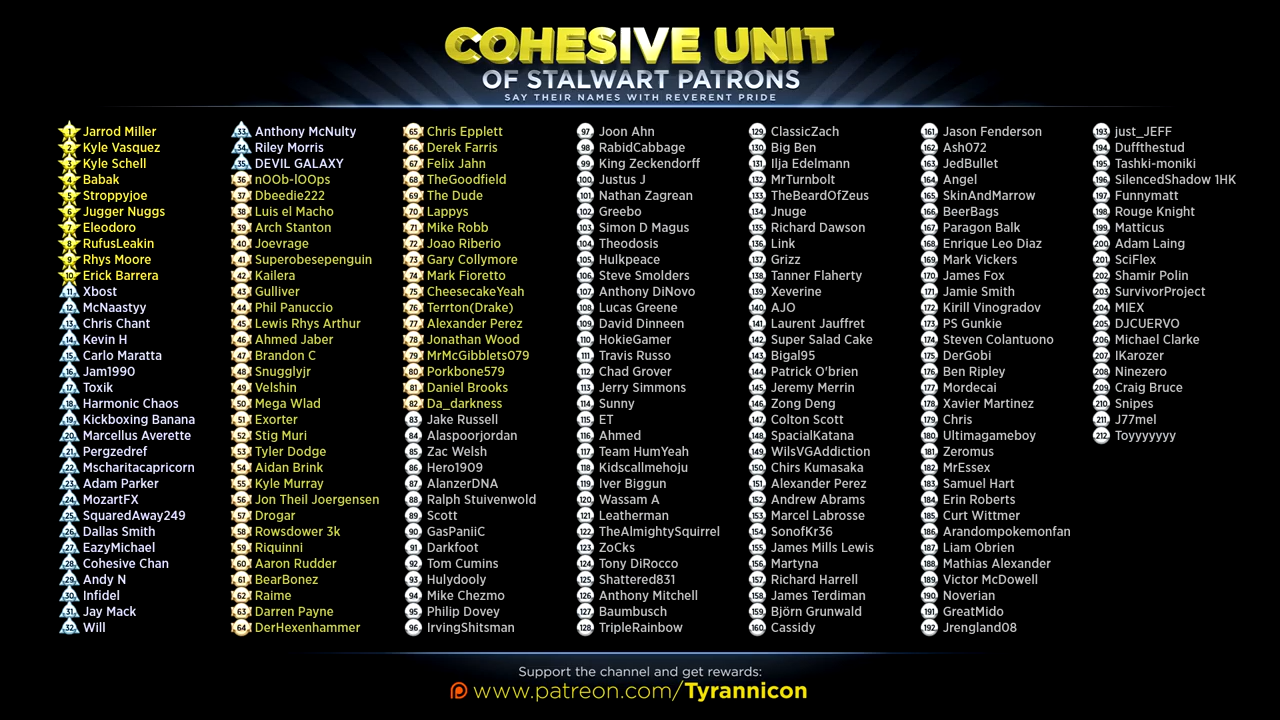 COHESIVE UNIT
OF STALWART PATRONS
SAY THEIR NAMES WITH REVERENT PRIDE
1 Jarrod Miller
2 Kyle Vasquez
3 Kyle Schell
4 Babak
5 Stroppyjoe
6 Jugger Nuggs
7 Eleodoro
8 RufusLeakin
9 Rhys Moore
10 Erick Barrera
11 Xbost
12 McNaastyy
13 Chris Chant
14 Kevin H
15 Carlo Maratta
16 Jam1990
17 Toxik
18 Harmonic Chaos
19 Kickboxing Banana
20 Marcellus Averette
21 Pergzedref
22 Mscharitacapricorn
23 Adam Parker
24 MozartFX
25 SquaredAway249
26 Dallas Smith
27 EazyMichael
28 Cohesive Chan
29 Andy N
30 Infidel
31 Jay Mack
32 Will
33 Anthony McNulty
34 Riley Morris
35 DEVIL GALAXY
36 nOOb-lOOps
37 Dbeedie222
38 Luis el Macho
39 Arch Stanton
40 Joevrage
41 Superobesepenguin
42 Kailera
43 Gulliver
44 Phil Panuccio
45 Lewis Rhys Arthur
46 Ahmed Jaber
47 Brandon C
48 Snugglyjr
49 Velshin
50 Mega Wlad
51 Exorter
52 Stig Muri
53 Tyler Dodge
54 Aidan Brink
55 Kyle Murray
56 Jon Theil Joergensen
57 Drogar
58 Rowsdower 3k
59 Riquinni
60 Aaron Rudder
61 BearBonez
62 Raime
63 Darren Payne
64 DerHexenhammer
65 Chris Epplett
66 Derek Farris
67 Felix Jahn
68 TheGoodfield
69 The Dude
70 Lappys
71 Mike Robb
72 Joao Riberio
73 Gary Collymore
74 Mark Fioretto
75 CheesecakeYeah
76 Terrton(Drake)
77 Alexander Perez
78 Jonathan Wood
79 MrMcGibblets079
80 Porkbone579
81 Daniel Brooks
82 Da_darkness
83 Jake Russell
84 Alaspoorjordan
85 Zac Welsh
86 Hero1909
87 AlanzerDNA
88 Ralph Stuivenwold
89 Scott
90 GasPaniiC
91 Darkfoot
92 Tom Cumins
93 Hulydooly
94 Mike Chezmo
95 Philip Dovey
96 IrvingShitsman
97 Joon Ahn
98 RabidCabbage
99 King Zeckendorff
100 Justus J
101 Nathan Zagrean
102 Greebo
103 Simon D Magus
104 Theodosis
105 Hulkpeace
106 Steve Smolders
107 Anthony DiNovo
108 Lucas Greene
109 David Dinneen
110 HokieGamer
111 Travis Russo
112 Chad Grover
113 Jerry Simmons
114 Sunny
115 ET
116 Ahmed
117 Team HumYeah
118 Kidscallmehoju
119 Iver Biggun
120 Wassam A
121 Leatherman
122 TheAlmightySquirrel
123 ZoCks
124 Tony DiRocco
125 Shattered831
126 Anthony Mitchell
127 Baumbusch
128 TripleRainbow
129 ClassicZach
130 Big Ben
131 Ilja Edelmann
132 MrTurnbolt
133 TheBeardOfZeus
134 Jnuge
135 Richard Dawson
136 Link
137 Grizz
138 Tanner Flaherty
139 Xeverine
140 AJO
141 Laurent Jauffret
142 Super Salad Cake
143 Bigal95
144 Patrick O'brien
145 Jeremy Merrin
146 Zong Deng
147 Colton Scott
148 SpacialKatana
149 WilsVGAddiction
150 Chirs Kumasaka
151 Alexander Perez
152 Andrew Abrams
153 Marcel Labrosse
154 SonofKr36
155 James Mills Lewis
156 Martyna
157 Richard Harrell
158 James Terdiman
159 Björn Grunwald
160 Cassidy
161 Jason Fenderson
162 Ash072
163 JedBullet
164 Angel
165 SkinAndMarrow
166 BeerBags
167 Paragon Balk
168 Enrique Leo Diaz
169 Mark Vickers
170 James Fox
171 Jamie Smith
172 Kirill Vinogradov
173 PS Gunkie
174 Steven Colantuono
175 DerGobi
176 Ben Ripley
177 Mordecai
178 Xavier Martinez
179 Chris
180 Ultimagameboy
181 Zeromus
182 MrEssex
183 Samuel Hart
184 Erin Roberts
185 Curt Wittmer
186 Arandompokemonfan
187 Liam Obrien
188 Mathias Alexander
189 Victor McDowell
190 Noverian
191 GreatMido
192 Jrengland08
193 just_JEFF
194 Duffthestud
195 Tashki-moniki
196 SilencedShadow 1HK
197 Funnymatt
198 Rouge Knight
199 Matticus
200 Adam Laing
201 SciFlex
202 Shamir Polin
203 SurvivorProject
204 MIEX
205 DJCUERVO
206 Michael Clarke
207 IKarozer
208 Ninezero
209 Craig Bruce
210 Snipes
211 J77mel
212 Toyyyyyyy
Support the channel and get rewards:
www.patreon.com/Tyrannicon